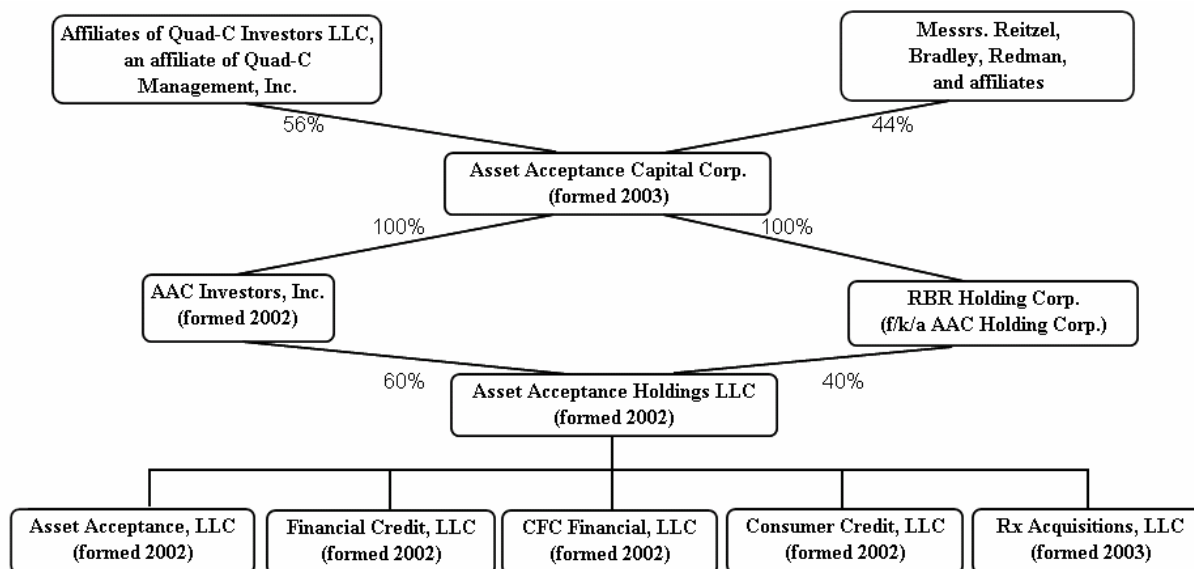 Affiliates of Quad-C Investors LLC,
an affiliate of Quad-C
Management, Inc.
Messrs. Reitzel,
Bradley, Redman,
and affiliates
56%
44%
Asset Acceptance Capital Corp.
(formed 2003)
100%
100%
AAC Investors, Inc.
(formed 2002)
RBR Holding Corp.
(f/k/a AAC Holding Corp.)
60%
40%
Asset Acceptance Holdings LLC
(formed 2002)
Asset Acceptance, LLC
(formed 2002)
Financial Credit, LLC
(formed 2002)
CFC Financial, LLC
(formed 2002)
Consumer Credit, LLC
(formed 2002)
Rx Acquisitions, LLC
(formed 2003)